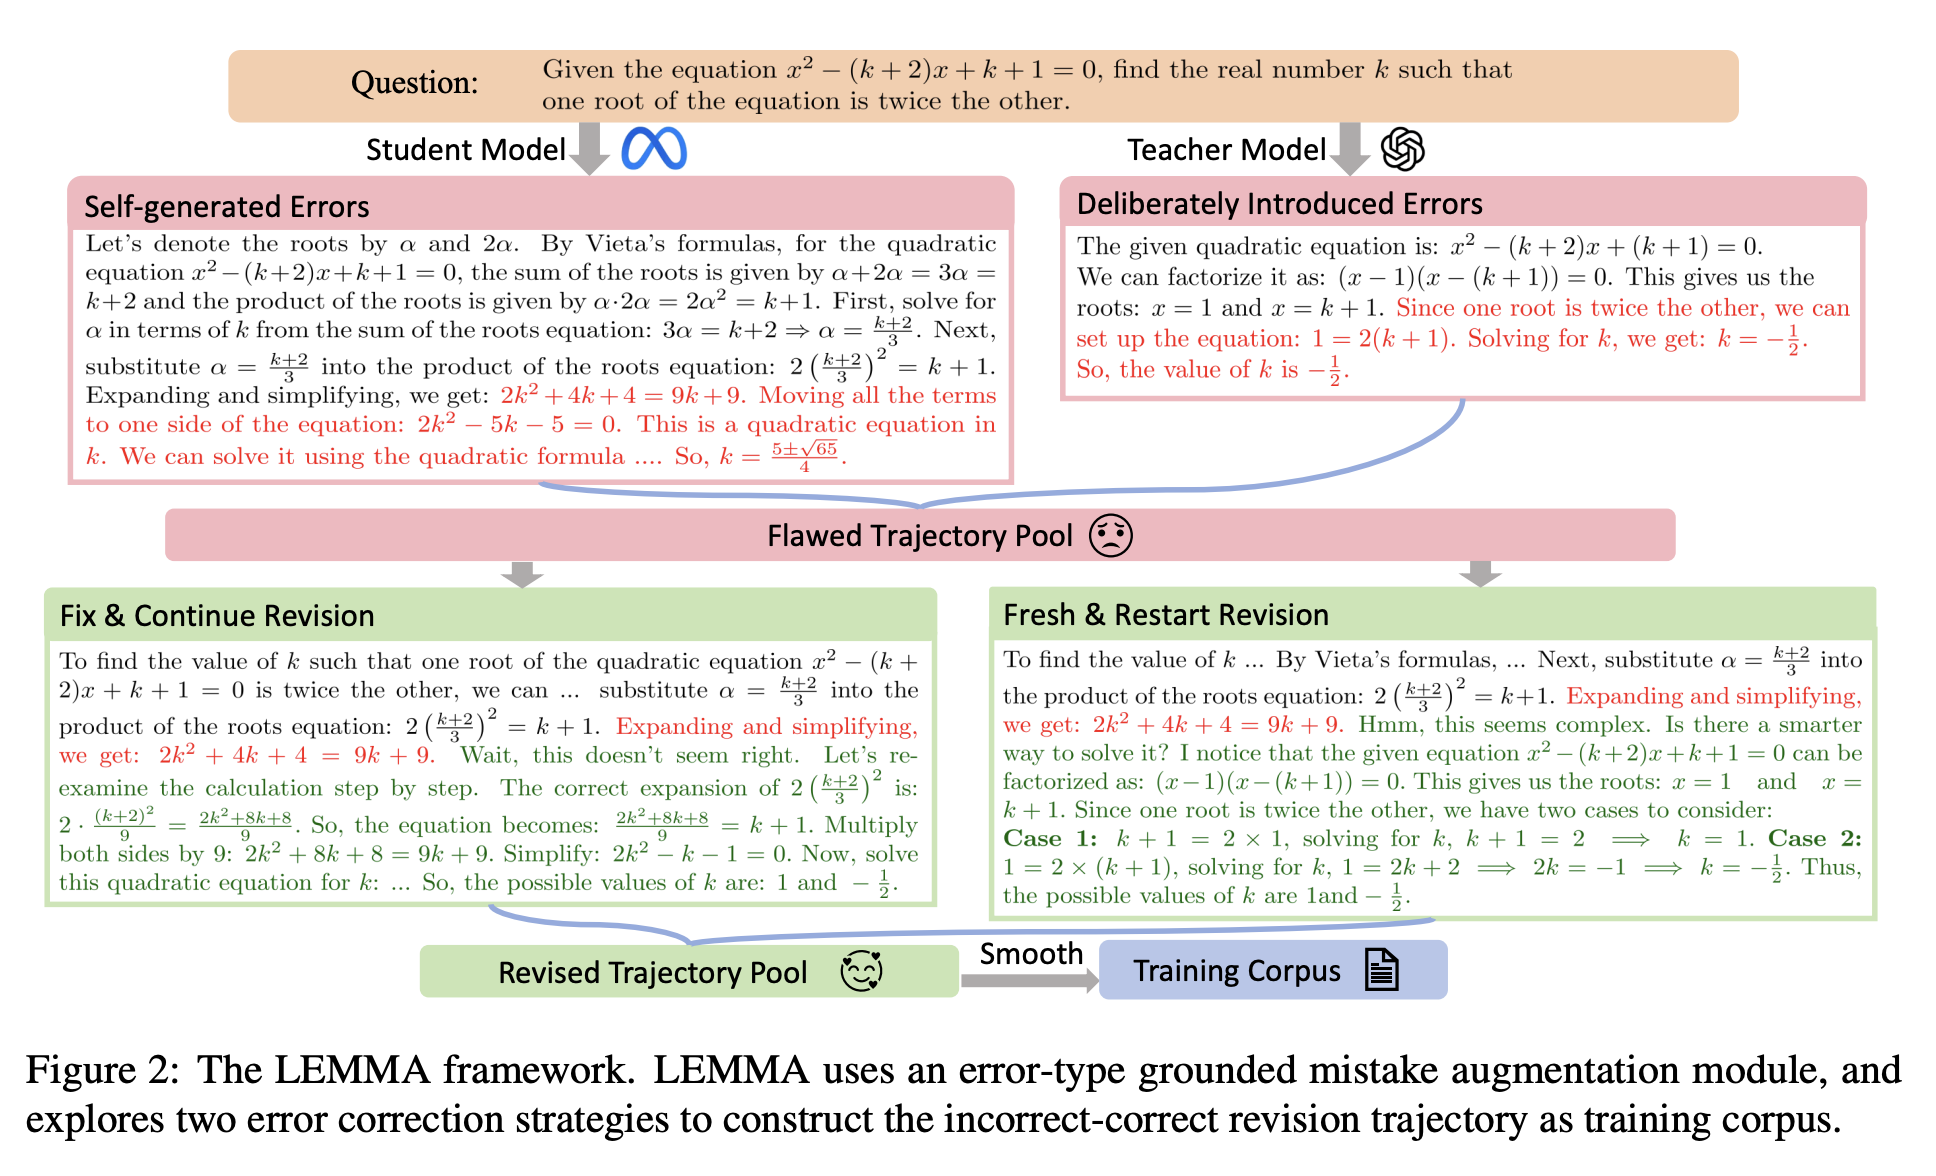 Question:
Given the equation x² − (k + 2)x + k + 1 = 0, find the real number k such that
one root of the equation is twice the other.
Student Model
Teacher Model
Self-generated Errors
Let's denote the roots by α and 2α. By Vieta's formulas, for the quadratic
equation x²−(k+2)x+k+1 = 0, the sum of the roots is given by α+2α = 3α =
k+2 and the product of the roots is given by α·2α = 2α² = k+1. First, solve for
α in terms of k from the sum of the roots equation: 3α = k+2 ⇒ α = (k+2)/3. Next,
substitute α = (k+2)/3 into the product of the roots equation: 2((k+2)/3)² = k + 1.
Expanding and simplifying, we get: 2k² + 4k + 4 = 9k + 9. Moving all the terms
to one side of the equation: 2k² − 5k − 5 = 0. This is a quadratic equation in
k. We can solve it using the quadratic formula .... So, k = (5±√65)/4.
Deliberately Introduced Errors
The given quadratic equation is: x² − (k + 2)x + (k + 1) = 0.
We can factorize it as: (x − 1)(x − (k + 1)) = 0. This gives us the
roots: x = 1 and x = k + 1. Since one root is twice the other, we can
set up the equation: 1 = 2(k + 1). Solving for k, we get: k = −1/2.
So, the value of k is −1/2.
Flawed Trajectory Pool
Fix & Continue Revision
To find the value of k such that one root of the quadratic equation x² − (k +
2)x + k + 1 = 0 is twice the other, we can ... substitute α = (k+2)/3 into the
product of the roots equation: 2((k+2)/3)² = k + 1. Expanding and simplifying,
we get: 2k² + 4k + 4 = 9k + 9. Wait, this doesn't seem right. Let's re-
examine the calculation step by step. The correct expansion of 2((k+2)/3)² is:
2 · (k+2)²/9 = (2k²+8k+8)/9. So, the equation becomes: (2k²+8k+8)/9 = k + 1. Multiply
both sides by 9: 2k² + 8k + 8 = 9k + 9. Simplify: 2k² − k − 1 = 0. Now, solve
this quadratic equation for k: ... So, the possible values of k are: 1 and − 1/2.
Fresh & Restart Revision
To find the value of k ... By Vieta's formulas, ... Next, substitute α = (k+2)/3 into
the product of the roots equation: 2((k+2)/3)² = k+1. Expanding and simplifying,
we get: 2k² + 4k + 4 = 9k + 9. Hmm, this seems complex. Is there a smarter
way to solve it? I notice that the given equation x²−(k+2)x+k+1 = 0 can be
factorized as: (x−1)(x−(k+1)) = 0. This gives us the roots: x = 1 and x =
k + 1. Since one root is twice the other, we have two cases to consider:
Case 1: k + 1 = 2 × 1, solving for k, k + 1 = 2 ⟹ k = 1. Case 2:
1 = 2 × (k + 1), solving for k, 1 = 2k + 2 ⟹ 2k = −1 ⟹ k = −1/2. Thus,
the possible values of k are 1and − 1/2.
Revised Trajectory Pool
Smooth
Training Corpus
Figure 2: The LEMMA framework. LEMMA uses an error-type grounded mistake augmentation module, and
explores two error correction strategies to construct the incorrect-correct revision trajectory as training corpus.